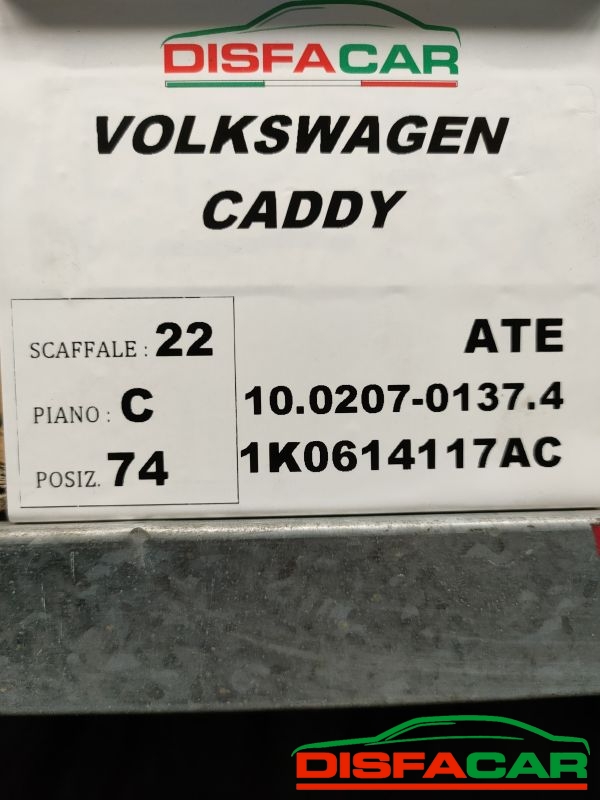 DISFACAR
VOLKSWAGEN
CADDY
SCAFFALE : 22
PIANO : C
POSIZ. 74
ATE
10.0207-0137.4
1K0614117AC
DISFACAR